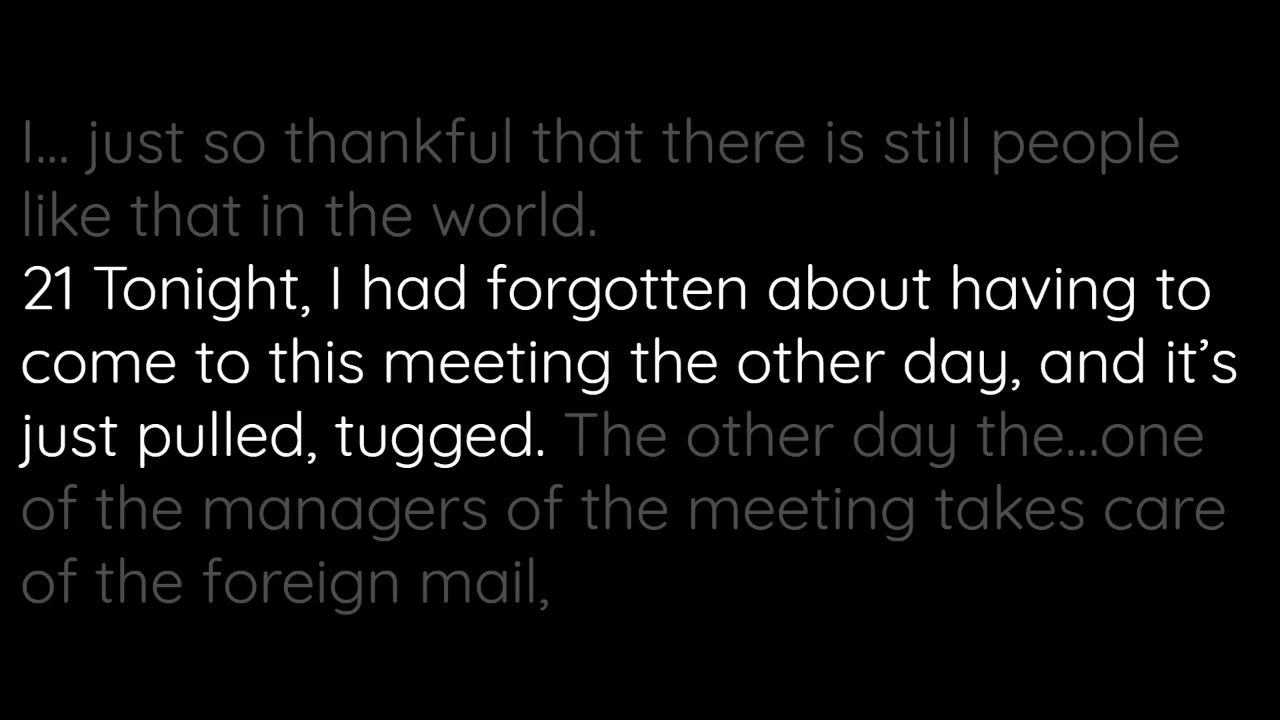 I... just so thankful that there is still people
like that in the world.
21 Tonight, I had forgotten about having to
come to this meeting the other day, and it’s
just pulled, tugged. The other day the...one
of the managers of the meeting takes care
of the foreign mail,